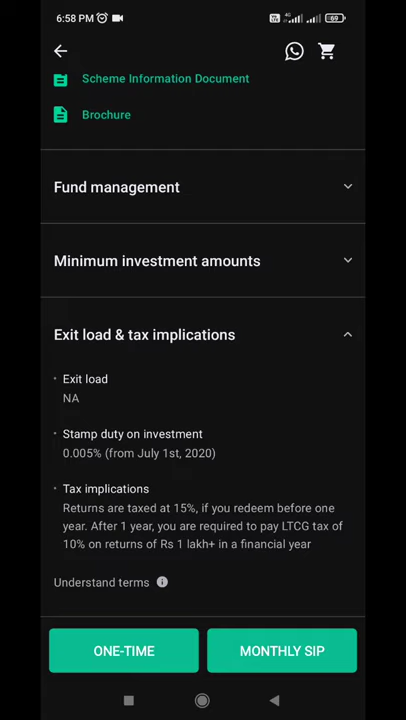 6:58 PM
69
Scheme Information Document
Brochure
Fund management
Minimum investment amounts
Exit load & tax implications
Exit load
NA
Stamp duty on investment
0.005% (from July 1st, 2020)
Tax implications
Returns are taxed at 15%, if you redeem before one
year. After 1 year, you are required to pay LTCG tax of
10% on returns of Rs 1 lakh+ in a financial year
Understand terms
ONE-TIME
MONTHLY SIP